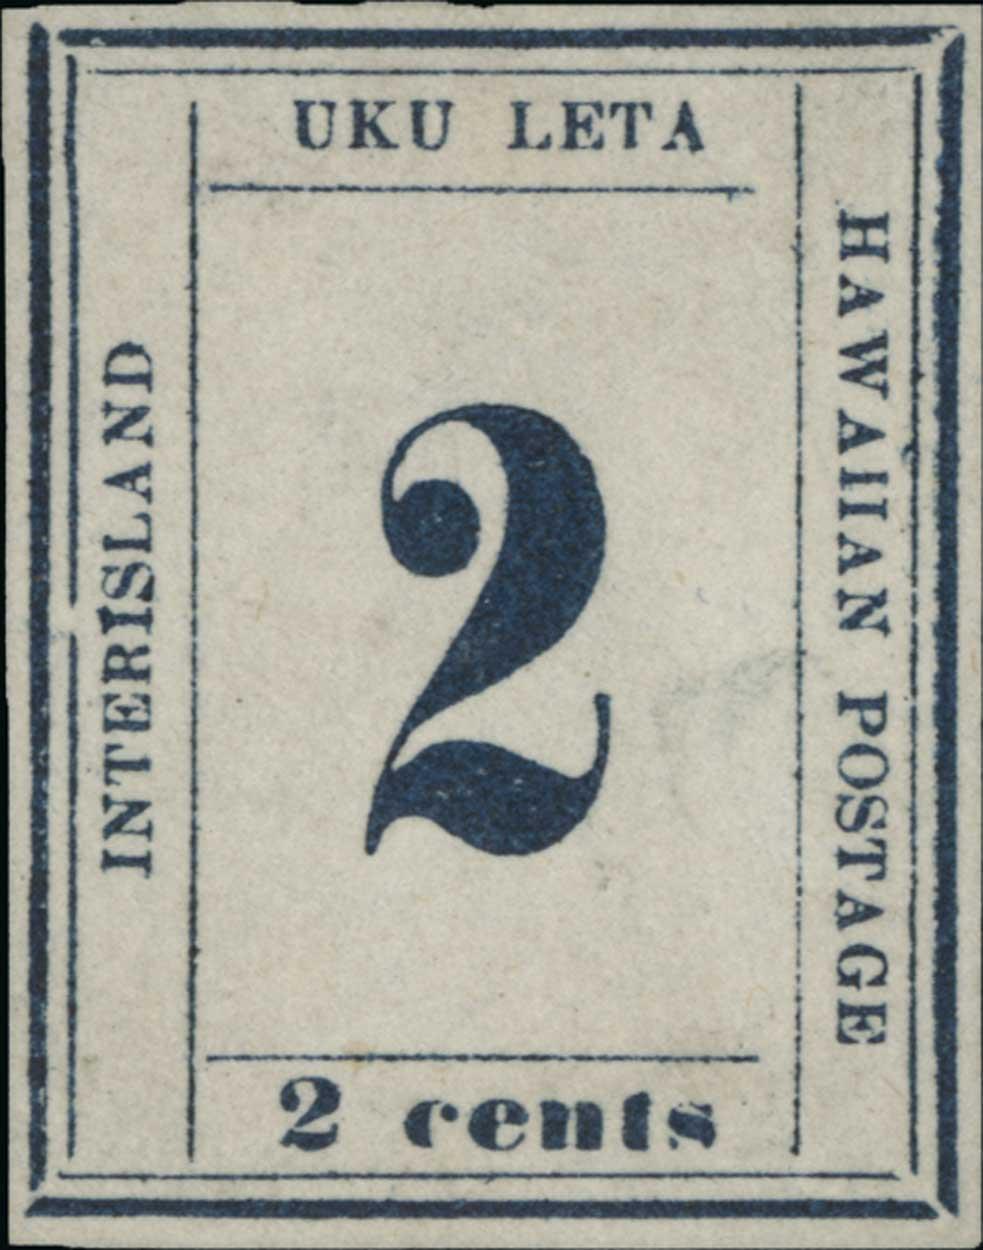 UKU LETA
INTERISLAND
2
HAWAIIAN POSTAGE
2 cents